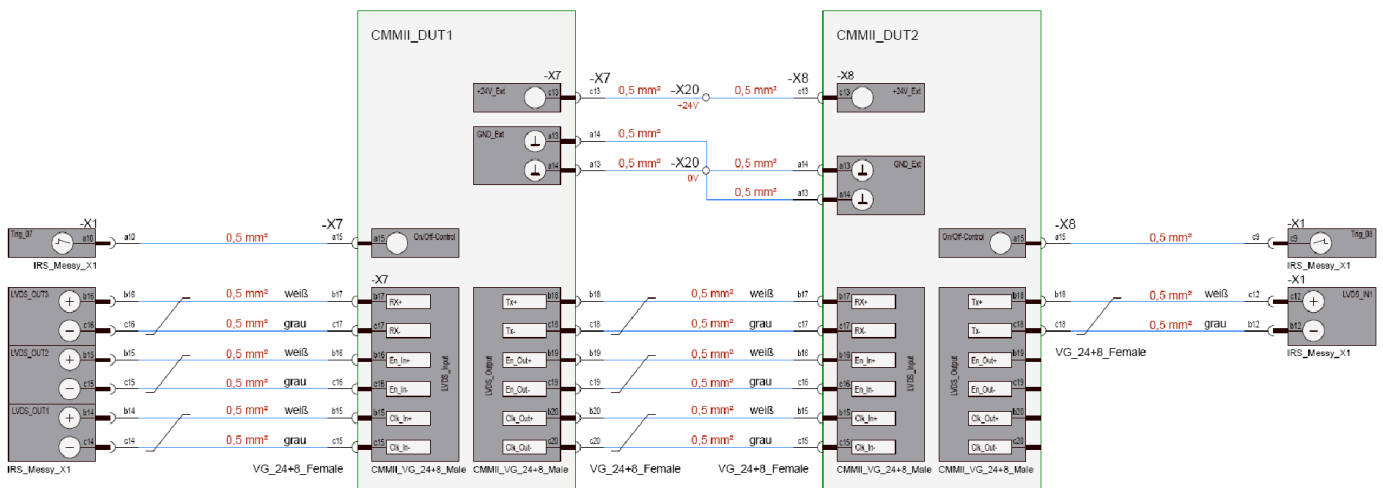 CMMII_DUT1
CMMII_DUT2
-X7
-X7
-X8
-X8
+24V_Ext
c13
c13
0,5 mm²
-X20
0,5 mm²
c13
c13
+24V_Ext
+24V
GND_Ext
a13
a14
0,5 mm²
a14
a13
0,5 mm²
-X20
0,5 mm²
a14
a13
GND_Ext
0V
0,5 mm²
a13
a14
-X1
-X7
-X8
-X1
Trig_07
a10
a10
0,5 mm²
a15
a15
On/Off-Control
On/Off-Control
a15
a15
0,5 mm²
c9
c9
IRS_Messy_X1
IRS_Messy_X1
-X7
-X1
LVDS_OUT3
b16
b16
0,5 mm²
weiß
b17
b17
RX+
Tx+
b18
b18
0,5 mm²
weiß
b17
b17
RX+
Tx+
b18
b18
0,5 mm²
weiß
c12
c12
LVDS_IN1
c16
c16
0,5 mm²
grau
c17
c17
RX-
Tx-
c18
c18
0,5 mm²
grau
c17
c17
RX-
Tx-
c18
c18
0,5 mm²
grau
b12
b12
LVDS_OUT2
b15
b15
0,5 mm²
weiß
b16
b16
En_In+
En_Out+
b19
b19
0,5 mm²
weiß
b16
b16
En_In+
En_Out+
b19
VG_24+8_Female
IRS_Messy_X1
c15
c15
0,5 mm²
grau
c16
c16
En_In-
En_Out-
c19
c19
0,5 mm²
grau
c16
c16
En_In-
En_Out-
c19
LVDS_Input
LVDS_Output
LVDS_Input
LVDS_Output
LVDS_OUT1
b14
b14
0,5 mm²
weiß
b15
b15
Clk_In+
Clk_Out+
b20
b20
0,5 mm²
weiß
b15
b15
Clk_In+
Clk_Out+
b20
c14
c14
0,5 mm²
grau
c15
c15
Clk_In-
Clk_Out-
c20
c20
0,5 mm²
grau
c15
c15
Clk_In-
Clk_Out-
c20
IRS_Messy_X1
VG_24+8_Female
CMMII_VG_24+8_Male
CMMII_VG_24+8_Male
VG_24+8_Female
VG_24+8_Female
CMMII_VG_24+8_Male
CMMII_VG_24+8_Male